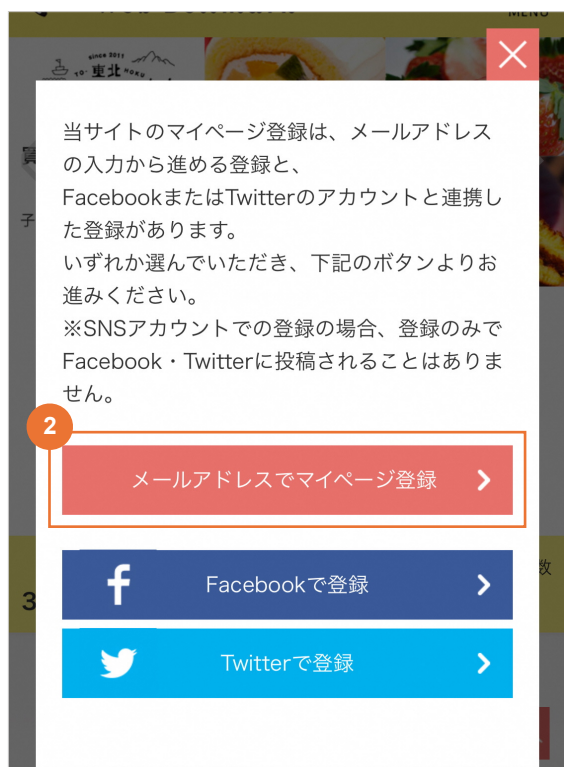 MENU
since 2011
東北
当サイトのマイページ登録は、メールアドレス
の入力から進める登録と、
FacebookまたはTwitterのアカウントと連携し
た登録があります。
いずれか選んでいただき、下記のボタンよりお
進みください。
※SNSアカウントでの登録の場合、登録のみで
Facebook・Twitterに投稿されることはありま
せん。
2
メールアドレスでマイページ登録
Facebookで登録
Twitterで登録
子
数
3